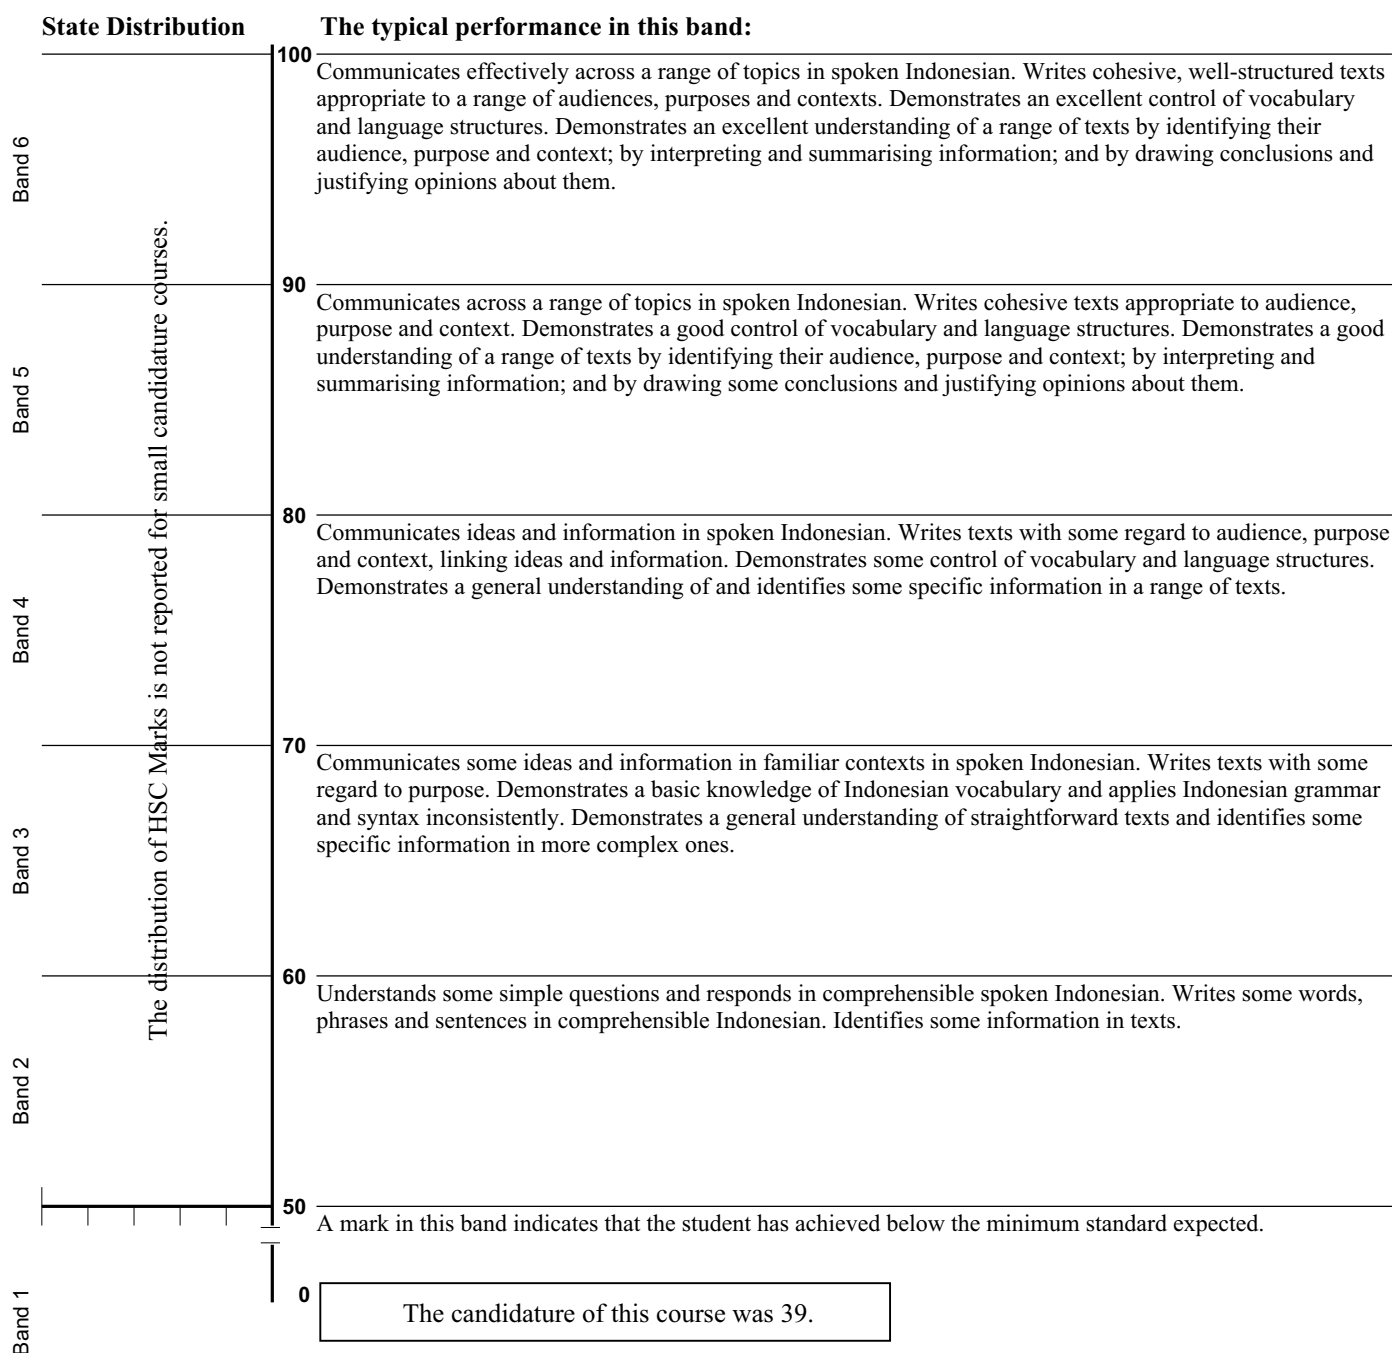 State Distribution
The typical performance in this band:
100
Communicates effectively across a range of topics in spoken Indonesian. Writes cohesive, well-structured texts
appropriate to a range of audiences, purposes and contexts. Demonstrates an excellent control of vocabulary
and language structures. Demonstrates an excellent understanding of a range of texts by identifying their
audience, purpose and context; by interpreting and summarising information; and by drawing conclusions and
justifying opinions about them.
Band 6
90
Communicates across a range of topics in spoken Indonesian. Writes cohesive texts appropriate to audience,
purpose and context. Demonstrates a good control of vocabulary and language structures. Demonstrates a good
understanding of a range of texts by identifying their audience, purpose and context; by interpreting and
summarising information; and by drawing some conclusions and justifying opinions about them.
Band 5
80
Communicates ideas and information in spoken Indonesian. Writes texts with some regard to audience, purpose
and context, linking ideas and information. Demonstrates some control of vocabulary and language structures.
Demonstrates a general understanding of and identifies some specific information in a range of texts.
Band 4
The distribution of HSC Marks is not reported for small candidature courses.
70
Communicates some ideas and information in familiar contexts in spoken Indonesian. Writes texts with some
regard to purpose. Demonstrates a basic knowledge of Indonesian vocabulary and applies Indonesian grammar
and syntax inconsistently. Demonstrates a general understanding of straightforward texts and identifies some
specific information in more complex ones.
Band 3
60
Understands some simple questions and responds in comprehensible spoken Indonesian. Writes some words,
phrases and sentences in comprehensible Indonesian. Identifies some information in texts.
Band 2
50
A mark in this band indicates that the student has achieved below the minimum standard expected.
0
Band 1
The candidature of this course was 39.